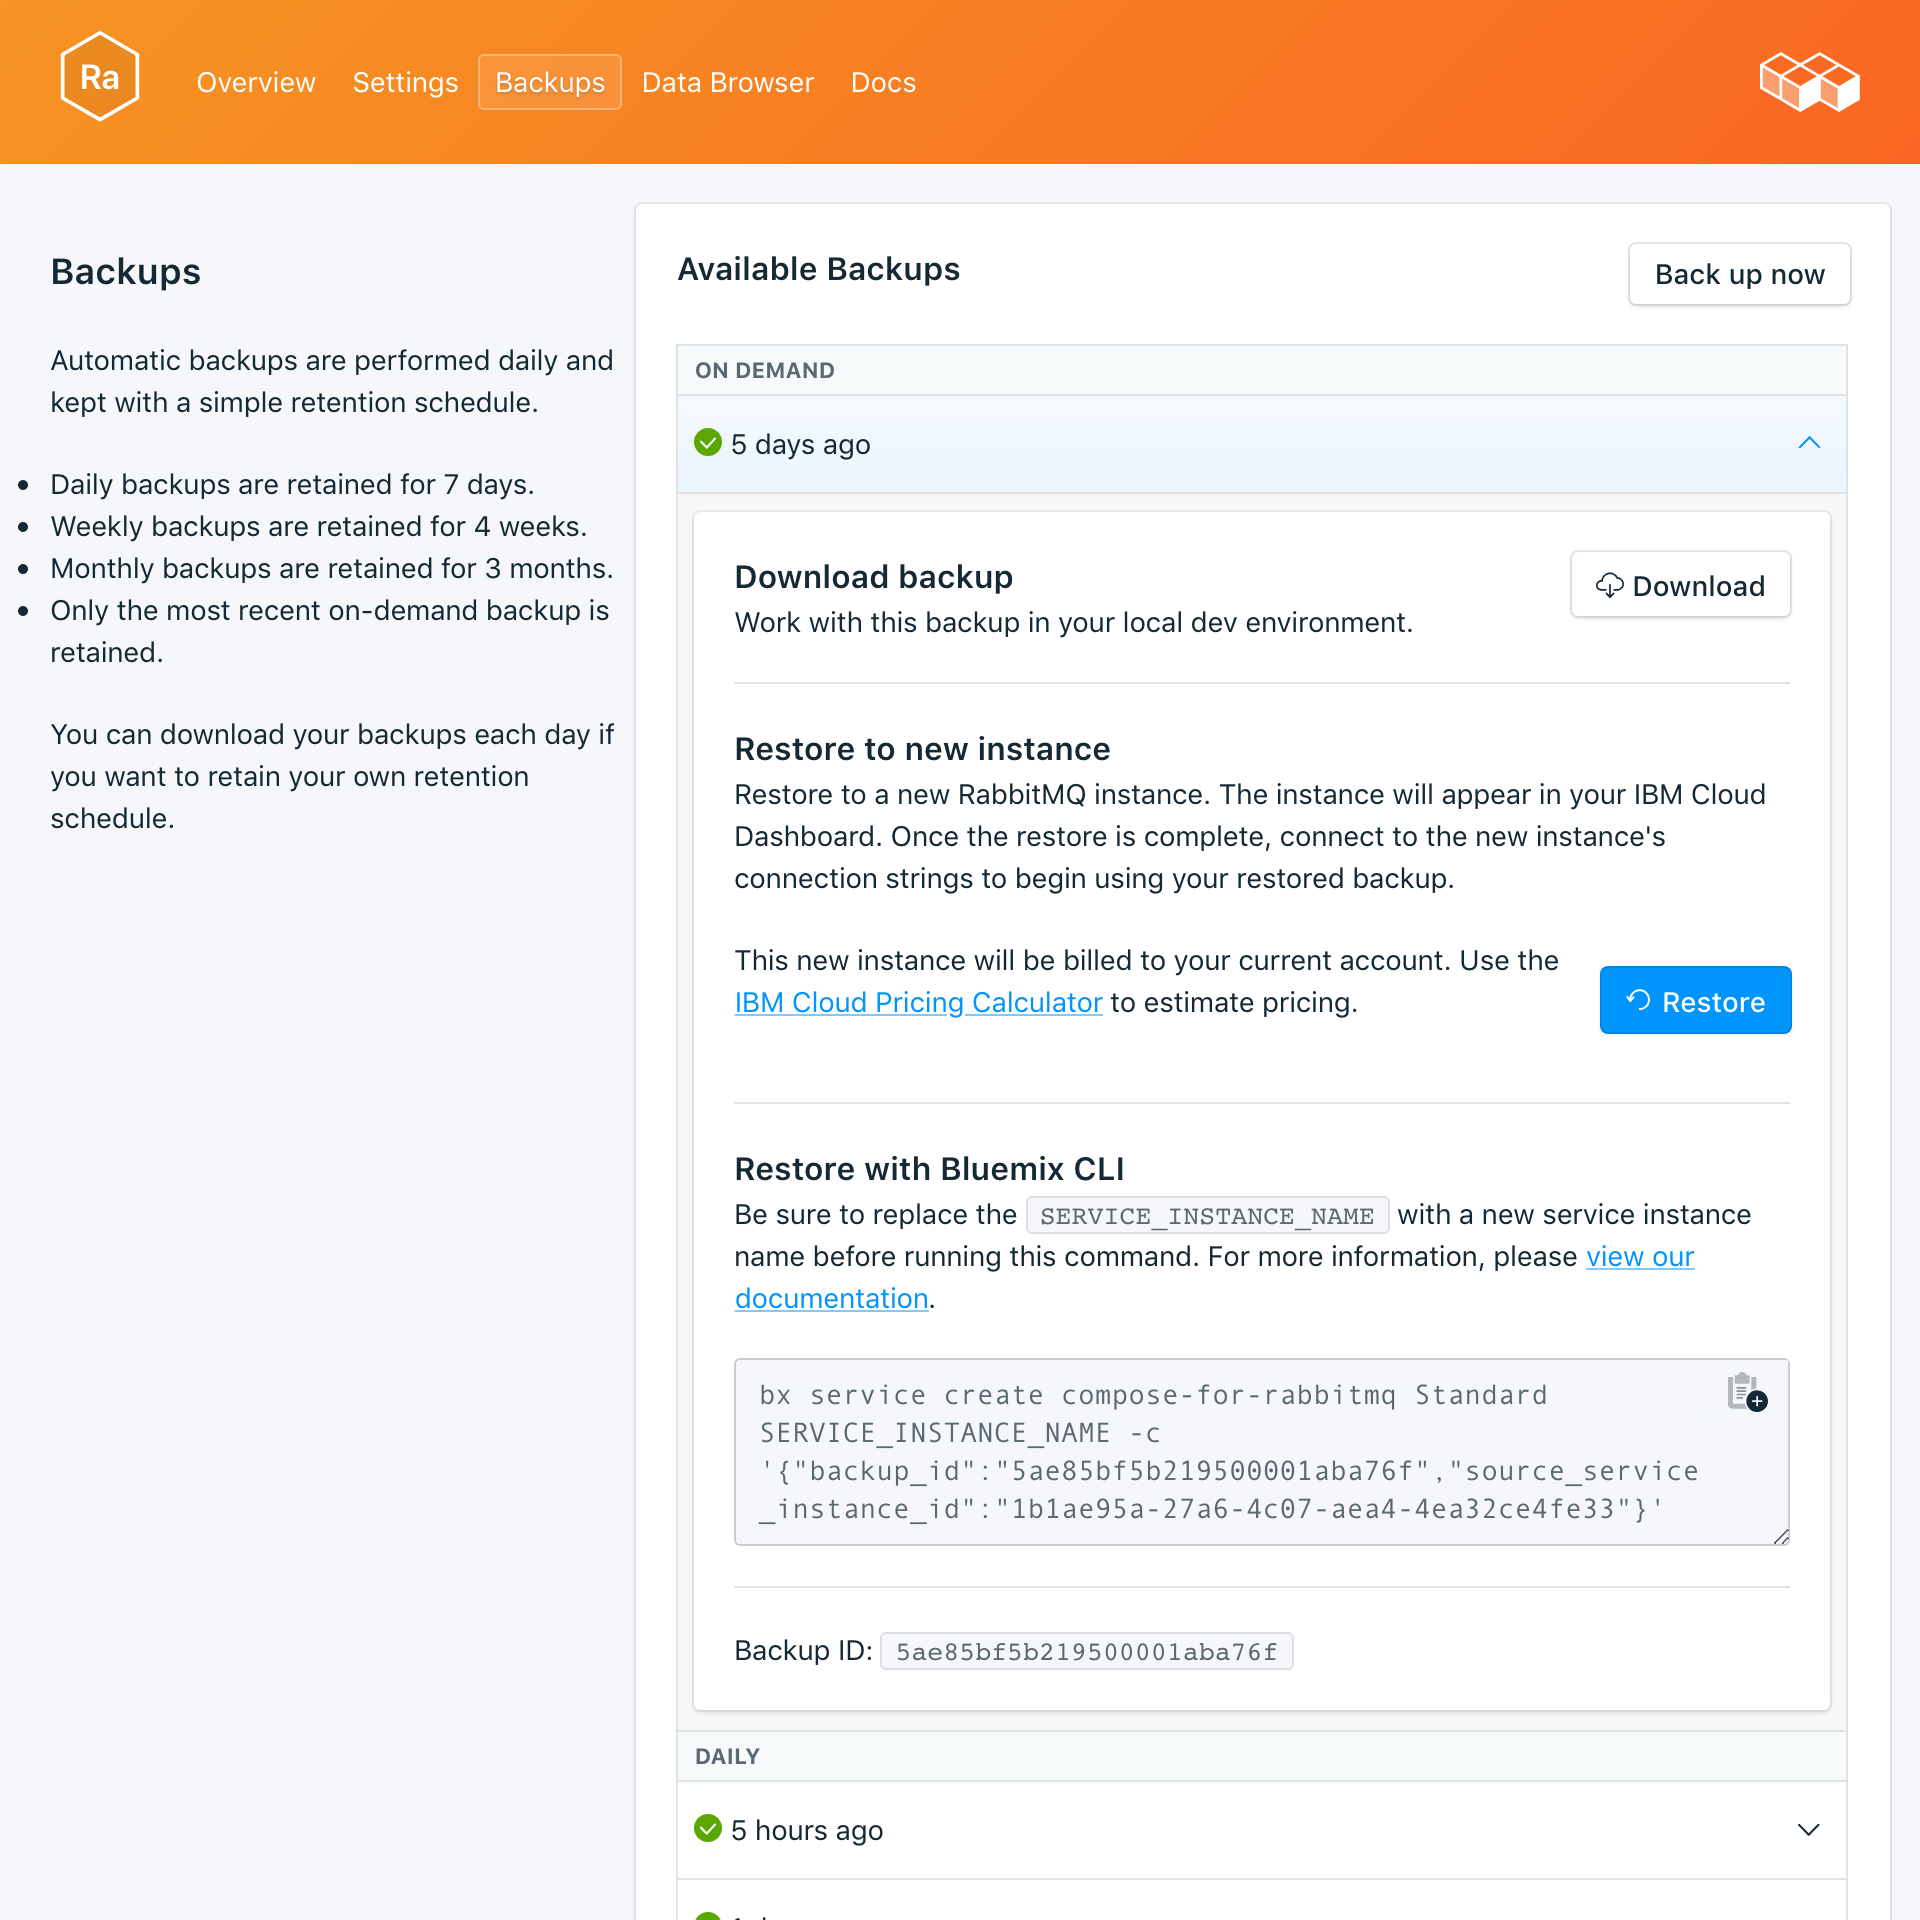 Ra
Overview Settings Backups Data Browser Docs
Backups
Automatic backups are performed daily and
kept with a simple retention schedule.
• Daily backups are retained for 7 days.
• Weekly backups are retained for 4 weeks.
• Monthly backups are retained for 3 months.
• Only the most recent on-demand backup is
retained.
You can download your backups each day if
you want to retain your own retention
schedule.
Available Backups
Back up now
ON DEMAND
5 days ago
Download backup
Download
Work with this backup in your local dev environment.
Restore to new instance
Restore to a new RabbitMQ instance. The instance will appear in your IBM Cloud
Dashboard. Once the restore is complete, connect to the new instance's
connection strings to begin using your restored backup.
This new instance will be billed to your current account. Use the
IBM Cloud Pricing Calculator to estimate pricing.
Restore
Restore with Bluemix CLI
Be sure to replace the SERVICE_INSTANCE_NAME with a new service instance
name before running this command. For more information, please view our
documentation.
bx service create compose-for-rabbitmq Standard
SERVICE_INSTANCE_NAME -c
'{"backup_id":"5ae85bf5b219500001aba76f","source_service
_instance_id":"1b1ae95a-27a6-4c07-aea4-4ea32ce4fe33"}'
Backup ID: 5ae85bf5b219500001aba76f
DAILY
5 hours ago